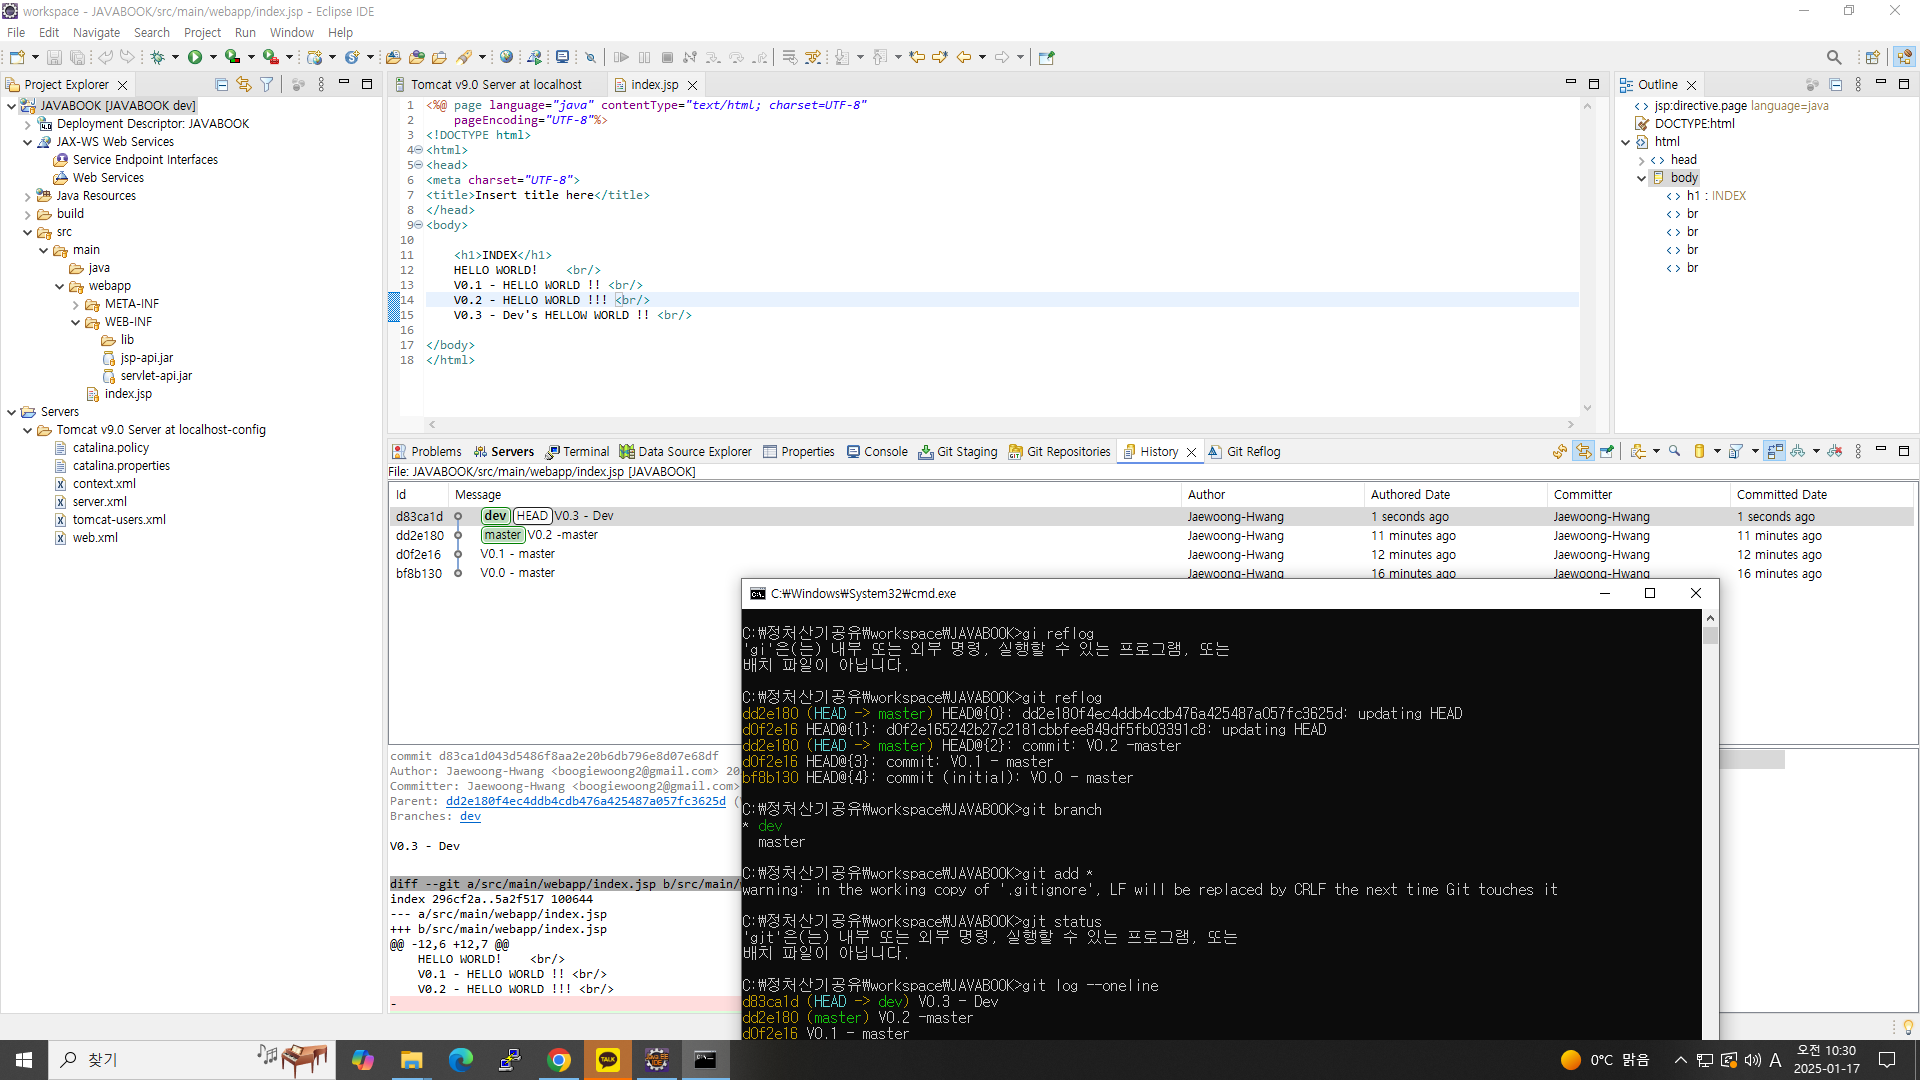 workspace - JAVABOOK/src/main/webapp/index.jsp - Eclipse IDE
File Edit Navigate Search Project Run Window Help
Project Explorer
JAVABOOK [JAVABOOK dev]
Deployment Descriptor: JAVABOOK
JAX-WS Web Services
Service Endpoint Interfaces
Web Services
Java Resources
build
src
main
java
webapp
META-INF
WEB-INF
lib
jsp-api.jar
servlet-api.jar
index.jsp
Servers
Tomcat v9.0 Server at localhost-config
catalina.policy
catalina.properties
context.xml
server.xml
tomcat-users.xml
web.xml
Tomcat v9.0 Server at localhost index.jsp
1 <%@ page language="java" contentType="text/html; charset=UTF-8"
2 pageEncoding="UTF-8"%>
3 <!DOCTYPE html>
4 <html>
5 <head>
6 <meta charset="UTF-8">
7 <title>Insert title here</title>
8 </head>
9 <body>
10
11 <h1>INDEX</h1>
12 HELLO WORLD! <br/>
13 V0.1 - HELLO WORLD !! <br/>
14 V0.2 - HELLO WORLD !!! <br/>
15 V0.3 - Dev's HELLOW WORLD !! <br/>
16
17 </body>
18 </html>
Outline
jsp:directive.page language=java
DOCTYPE:html
html
head
body
h1 : INDEX
br
br
br
br
Problems Servers Terminal Data Source Explorer Properties Console Git Staging Git Repositories History Git Reflog
File: JAVABOOK/src/main/webapp/index.jsp [JAVABOOK]
Id Message Author Authored Date Committer Committed Date
d83ca1d dev HEAD V0.3 - Dev Jaewoong-Hwang 1 seconds ago Jaewoong-Hwang 1 seconds ago
dd2e180 master V0.2 -master Jaewoong-Hwang 11 minutes ago Jaewoong-Hwang 11 minutes ago
d0f2e16 V0.1 - master Jaewoong-Hwang 12 minutes ago Jaewoong-Hwang 12 minutes ago
bf8b130 V0.0 - master Jaewoong-Hwang 16 minutes ago Jaewoong-Hwang 16 minutes ago
commit d83ca1d043d5486f8aa2e20b6db796e8d07e68df
Author: Jaewoong-Hwang <boogiewoong2@gmail.com> 20
Committer: Jaewoong-Hwang <boogiewoong2@gmail.com>
Parent: dd2e180f4ec4ddb4cdb476a425487a057fc3625d (
Branches: dev
V0.3 - Dev
diff --git a/src/main/webapp/index.jsp b/src/main/
index 296cf2a..5a2f517 100644
--- a/src/main/webapp/index.jsp
+++ b/src/main/webapp/index.jsp
@@ -12,6 +12,7 @@
HELLO WORLD! <br/>
V0.1 - HELLO WORLD !! <br/>
V0.2 - HELLO WORLD !!! <br/>
-
C:₩Windows₩System32₩cmd.exe
C:₩정처산기공유₩workspace₩JAVABOOK>gi reflog
'gi'은(는) 내부 또는 외부 명령, 실행할 수 있는 프로그램, 또는
배치 파일이 아닙니다.
C:₩정처산기공유₩workspace₩JAVABOOK>git reflog
dd2e180 (HEAD -> master) HEAD@{0}: dd2e180f4ec4ddb4cdb476a425487a057fc3625d: updating HEAD
d0f2e16 HEAD@{1}: d0f2e165242b27c2181cbbfee849df5fb03391c8: updating HEAD
dd2e180 (HEAD -> master) HEAD@{2}: commit: V0.2 -master
d0f2e16 HEAD@{3}: commit: V0.1 - master
bf8b130 HEAD@{4}: commit (initial): V0.0 - master
C:₩정처산기공유₩workspace₩JAVABOOK>git branch
* dev
master
C:₩정처산기공유₩workspace₩JAVABOOK>git add *
warning: in the working copy of '.gitignore', LF will be replaced by CRLF the next time Git touches it
C:₩정처산기공유₩workspace₩JAVABOOK>gjt status
'gjt'은(는) 내부 또는 외부 명령, 실행할 수 있는 프로그램, 또는
배치 파일이 아닙니다.
C:₩정처산기공유₩workspace₩JAVABOOK>git log --oneline
d83ca1d (HEAD -> dev) V0.3 - Dev
dd2e180 (master) V0.2 -master
d0f2e16 V0.1 - master
찾기
TALK
0°C 맑음
A
오전 10:30
2025-01-17